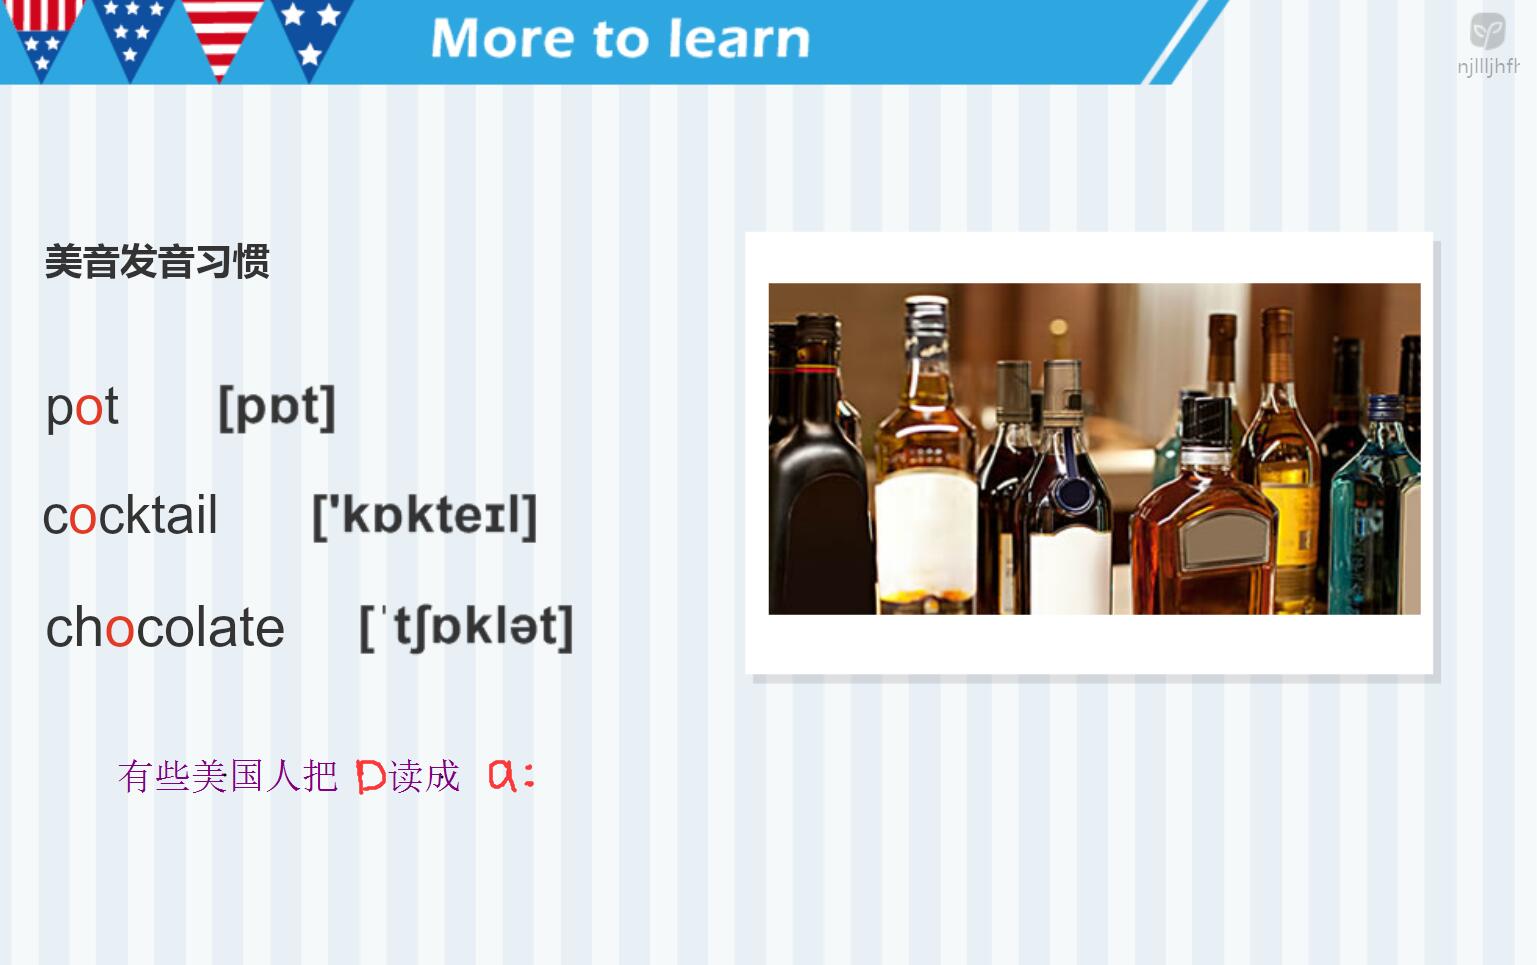 More to learn
njllljhfh
美音发音习惯
pot [pɒt]
cocktail ['kɒkteɪl]
chocolate [ˈtʃɒklət]
有些美国人把 ɒ读成 ɑ: